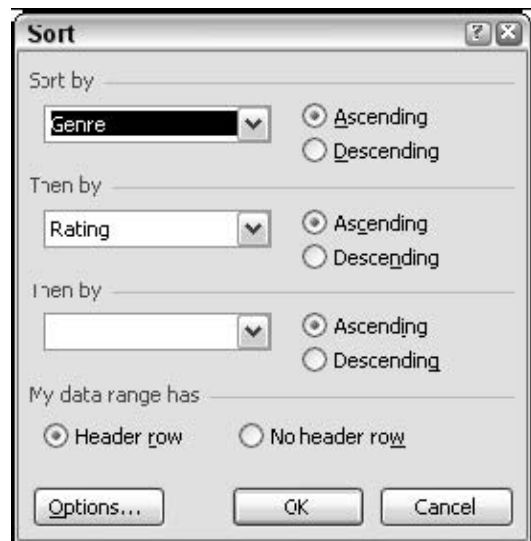 Sort
Sort by
Genre
Ascending
Descending
Then by
Rating
Ascending
Descending
Then by
Ascending
Descending
My data range has
Header row
No header row
Options...
OK
Cancel